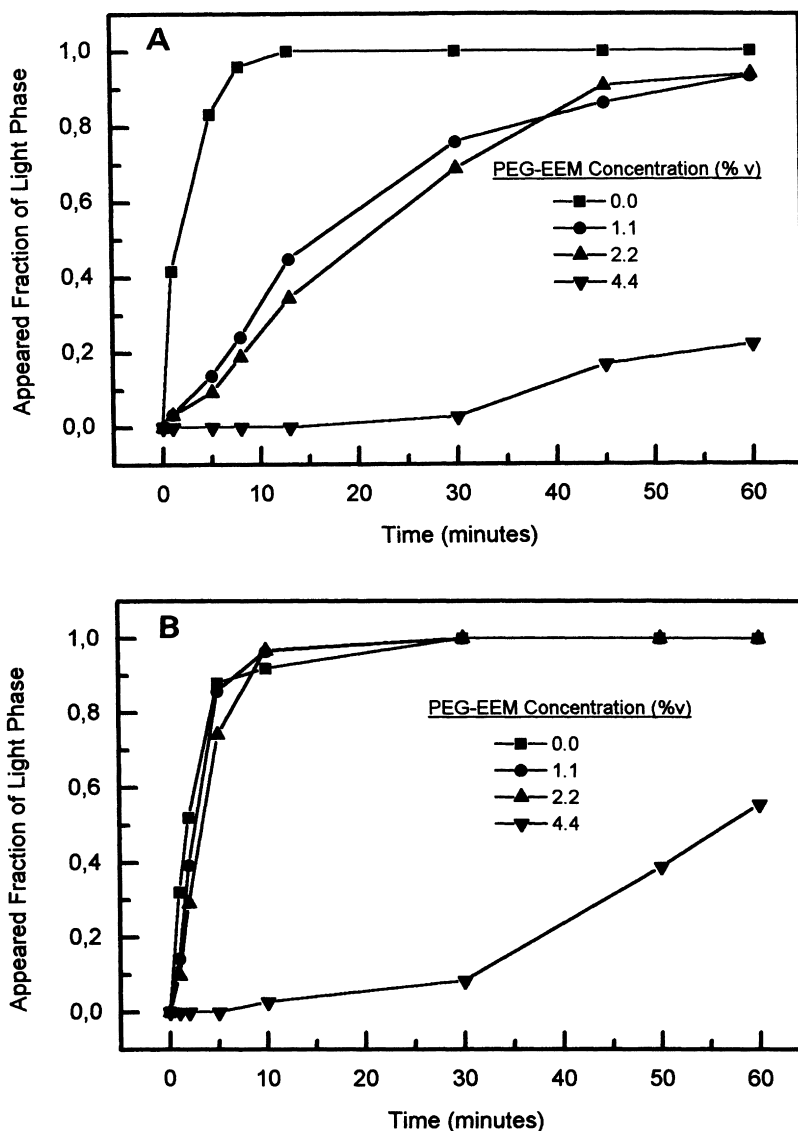 A
Appeared Fraction of Light Phase
1,0
0,8
0,6
0,4
0,2
0,0
PEG-EEM Concentration (% v)
0.0
1.1
2.2
4.4
0 10 20 30 40 50 60
Time (minutes)
B
Appeared Fraction of Light Phase
1,0
0,8
0,6
0,4
0,2
0,0
PEG-EEM Concentration (%v)
0.0
1.1
2.2
4.4
0 10 20 30 40 50 60
Time (minutes)